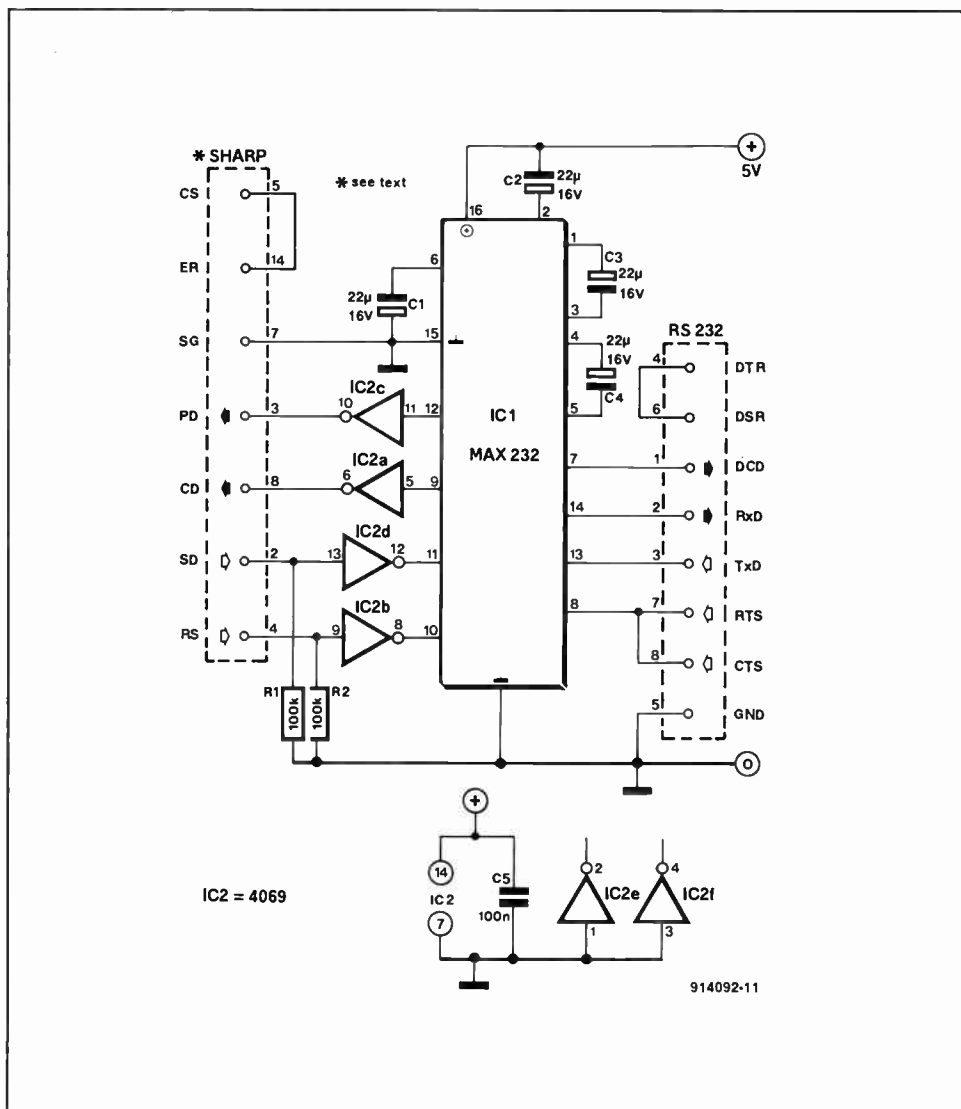 * SHARP
* see text
CS
5
ER
14
SG
7
PD
3
CD
8
SD
2
RS
4
R1
100k
100k
R2
22µ
16V
C1
6
15
IC2c
10
11
12
IC2a
6
5
9
IC2d
13
12
11
IC2b
9
8
10
16
+
C2
22µ
16V
2
+
5V
IC1
MAX 232
1
C3
22µ
16V
3
4
22µ
16V
C4
5
7
14
13
8
RS 232
4
DTR
6
DSR
1
DCD
2
RxD
3
TxD
7
RTS
8
CTS
5
GND
0
+
14
IC2
7
C5
100n
2
IC2e
1
4
IC2f
3
IC2 = 4069
914092-11